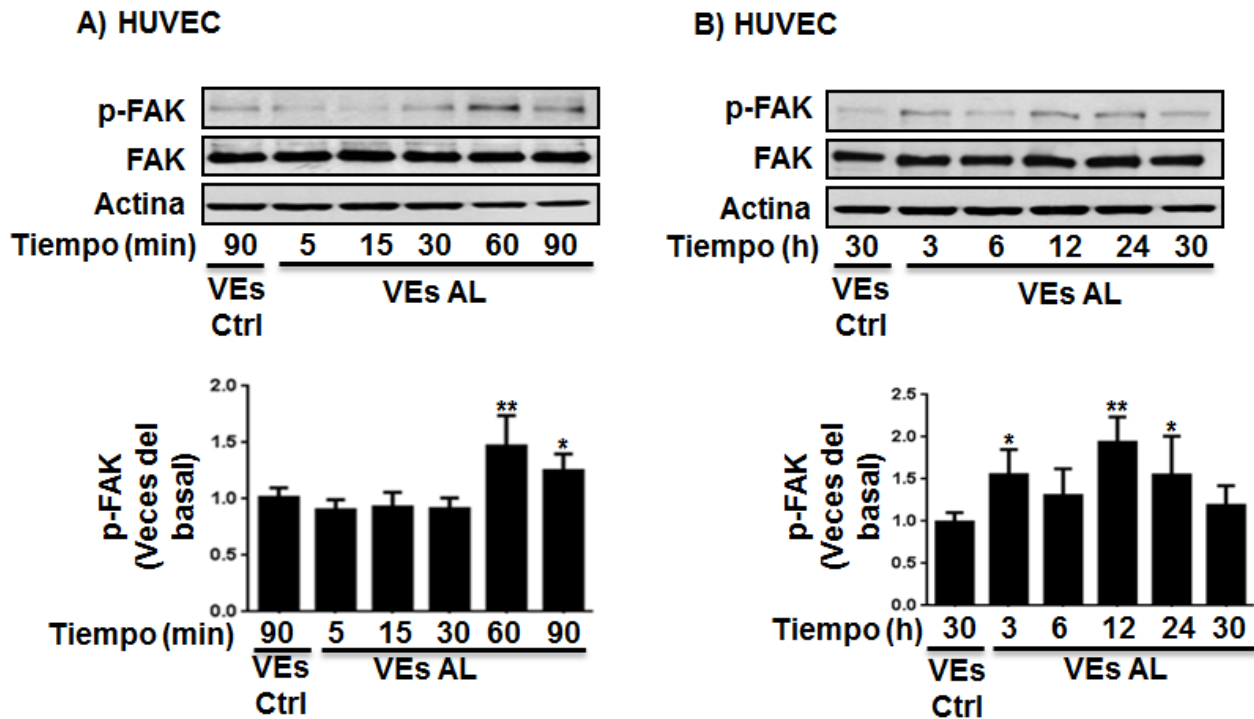 A) HUVEC
p-FAK
FAK
Actina
Tiempo (min) 90 5 15 30 60 90
VEs Ctrl
VEs AL
2.0
1.5
1.0
0.5
0.0
p-FAK
(Veces del
basal)
** *
Tiempo (min) 90 5 15 30 60 90
VEs Ctrl
VEs AL
B) HUVEC
p-FAK
FAK
Actina
Tiempo (h) 30 3 6 12 24 30
VEs Ctrl
VEs AL
2.5
2.0
1.5
1.0
0.5
0.0
p-FAK
(Veces del
basal)
* ** *
Tiempo (h) 30 3 6 12 24 30
VEs Ctrl
VEs AL